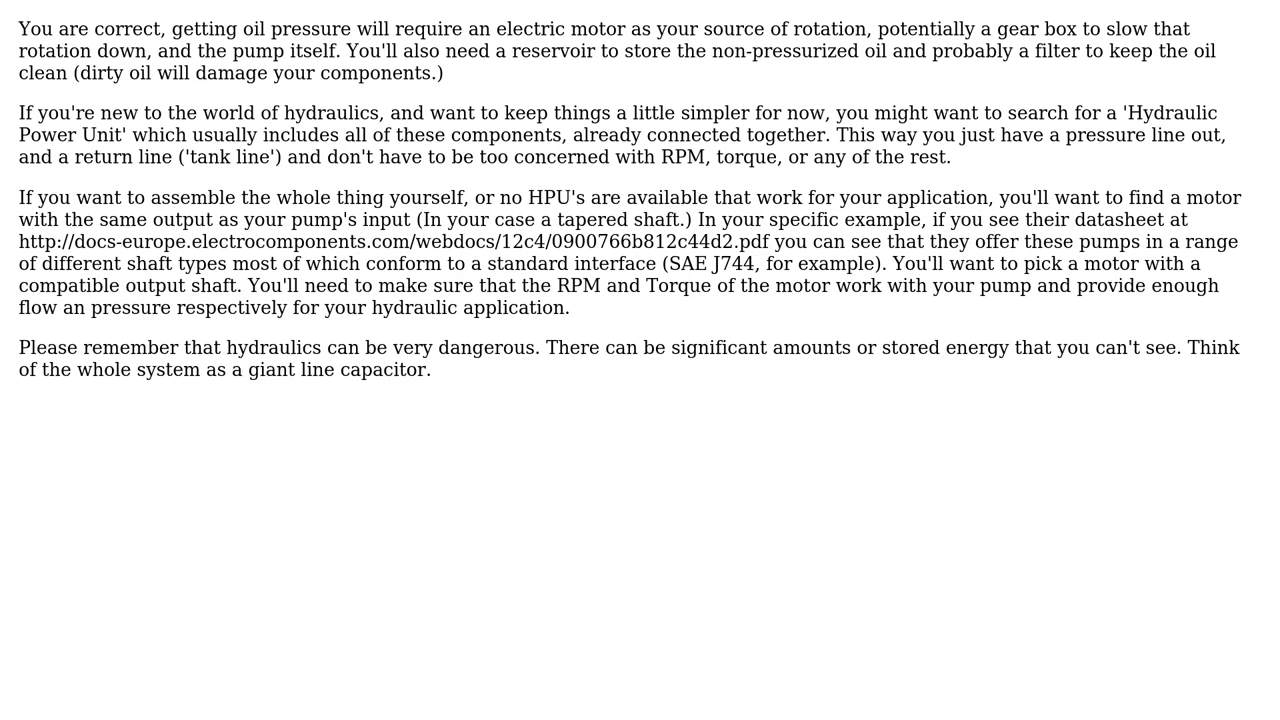 You are correct, getting oil pressure will require an electric motor as your source of rotation, potentially a gear box to slow that
rotation down, and the pump itself. You'll also need a reservoir to store the non-pressurized oil and probably a filter to keep the oil
clean (dirty oil will damage your components.)
If you're new to the world of hydraulics, and want to keep things a little simpler for now, you might want to search for a 'Hydraulic
Power Unit' which usually includes all of these components, already connected together. This way you just have a pressure line out,
and a return line ('tank line') and don't have to be too concerned with RPM, torque, or any of the rest.
If you want to assemble the whole thing yourself, or no HPU's are available that work for your application, you'll want to find a motor
with the same output as your pump's input (In your case a tapered shaft.) In your specific example, if you see their datasheet at
http://docs-europe.electrocomponents.com/webdocs/12c4/0900766b812c44d2.pdf you can see that they offer these pumps in a range
of different shaft types most of which conform to a standard interface (SAE J744, for example). You'll want to pick a motor with a
compatible output shaft. You'll need to make sure that the RPM and Torque of the motor work with your pump and provide enough
flow an pressure respectively for your hydraulic application.
Please remember that hydraulics can be very dangerous. There can be significant amounts or stored energy that you can't see. Think
of the whole system as a giant line capacitor.